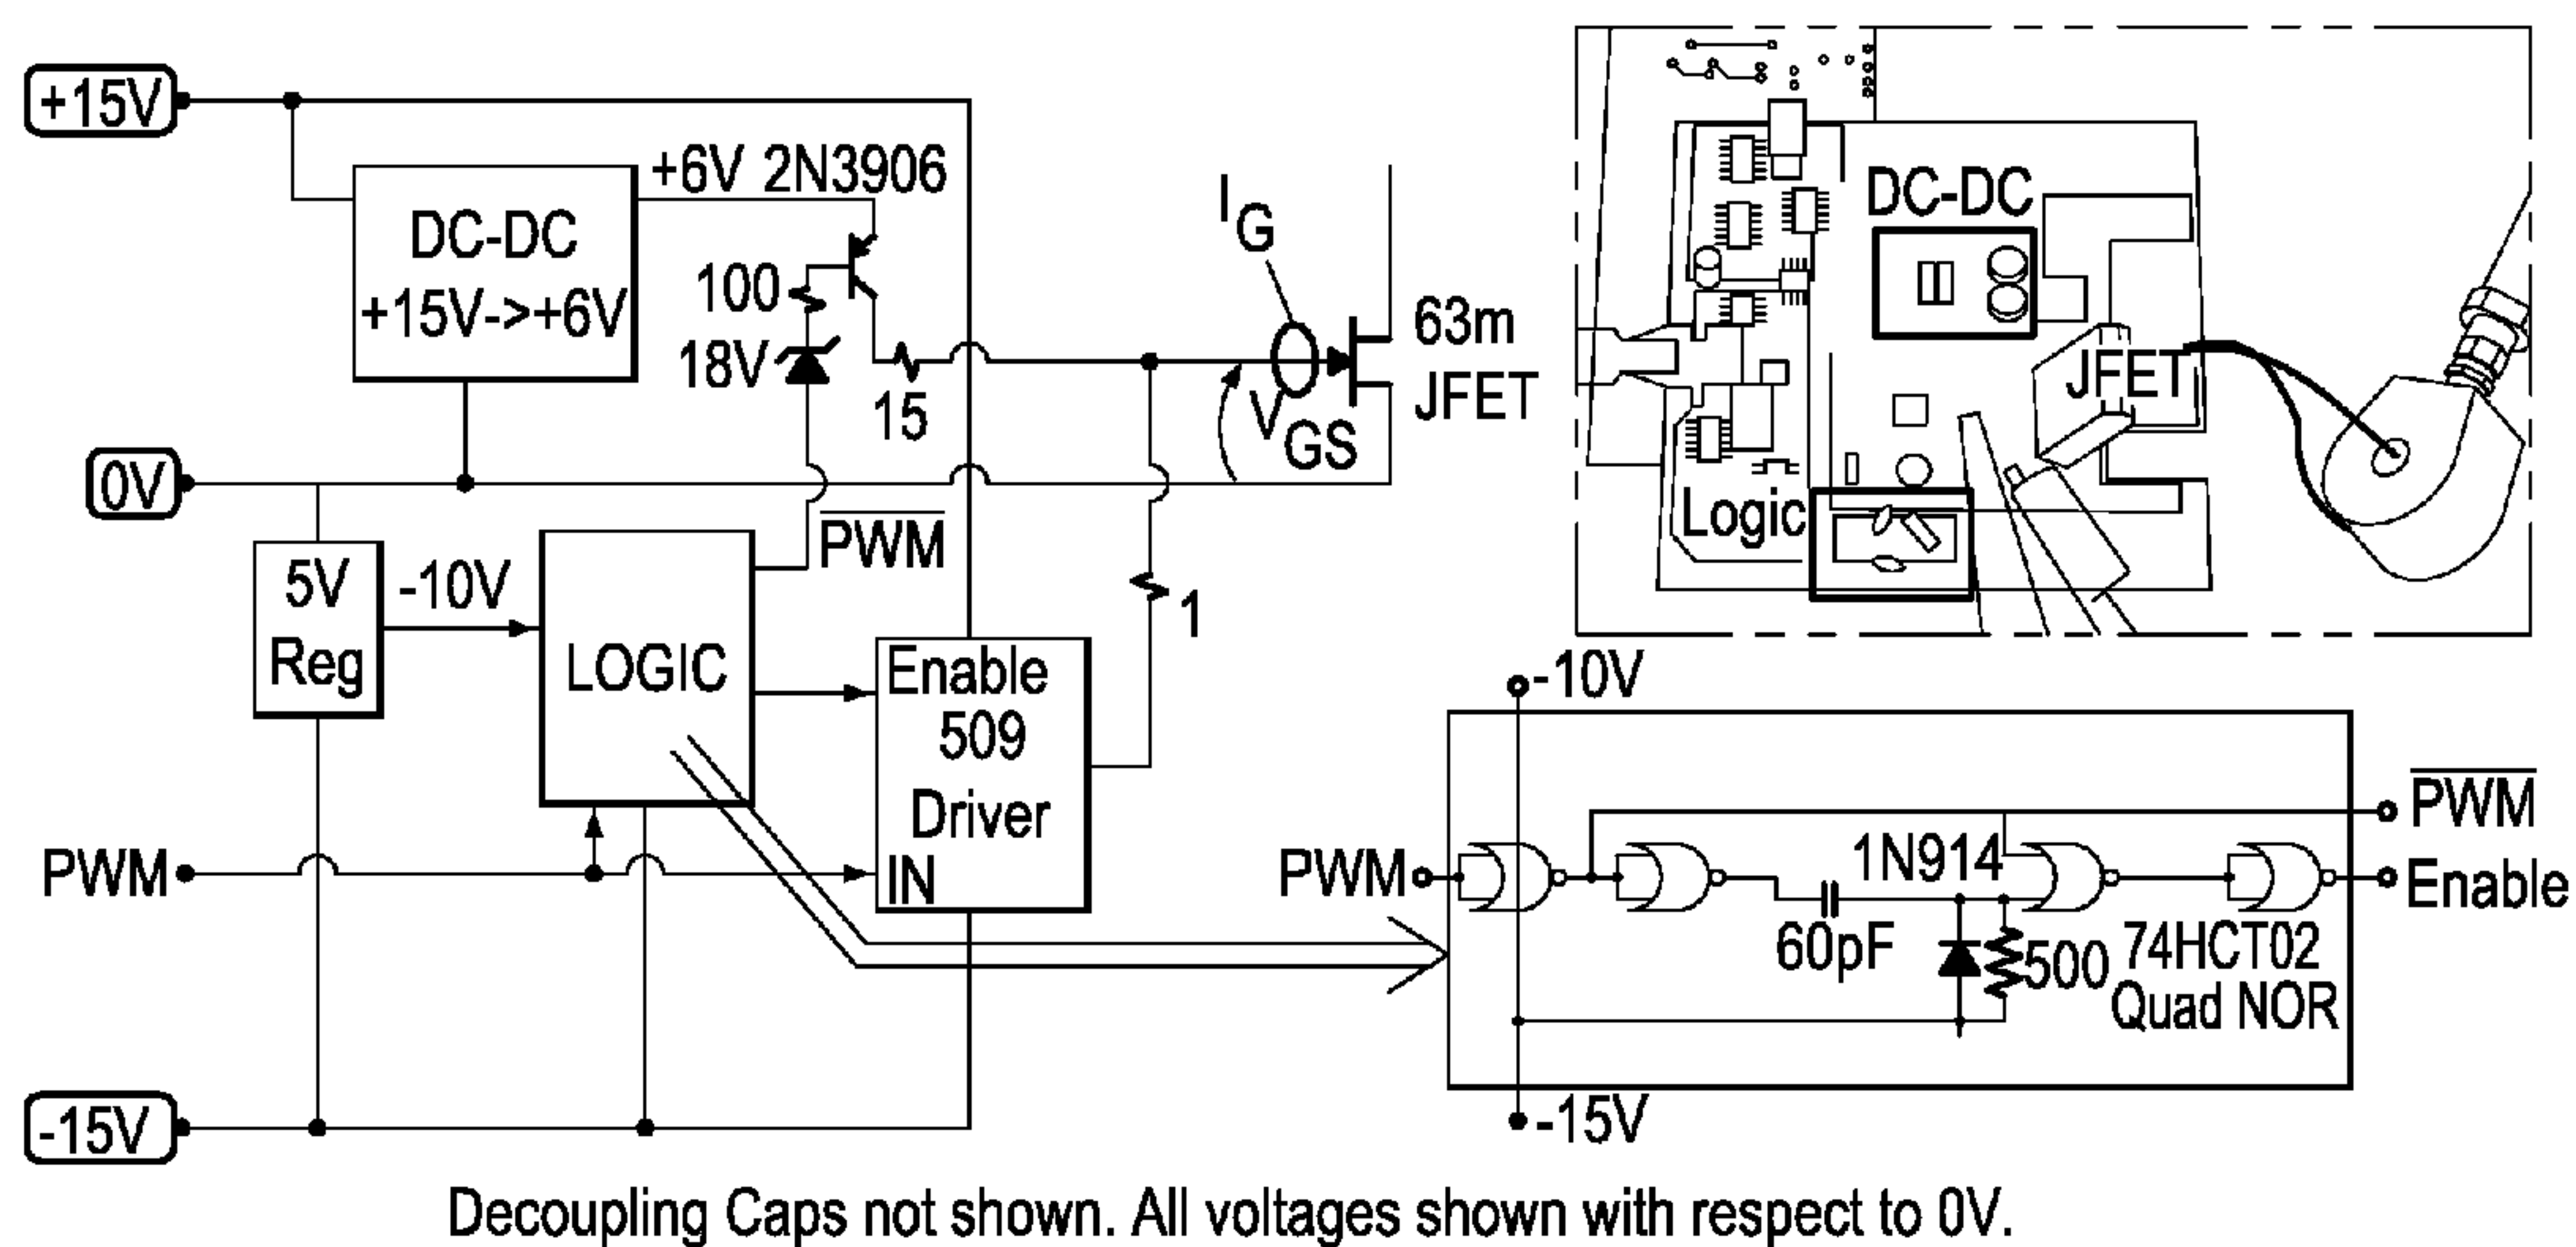 +15V
+6V 2N3906
DC-DC
+15V->+6V
100
18V
15
I G
V GS
63m
JFET
0V
5V
Reg
-10V
LOGIC
PWM
Enable
509
Driver
IN
1
PWM
-15V
DC-DC
JFET
Logic
-10V
PWM
1N914
60pF
500
74HCT02
Quad NOR
PWM
Enable
-15V
Decoupling Caps not shown. All voltages shown with respect to 0V.